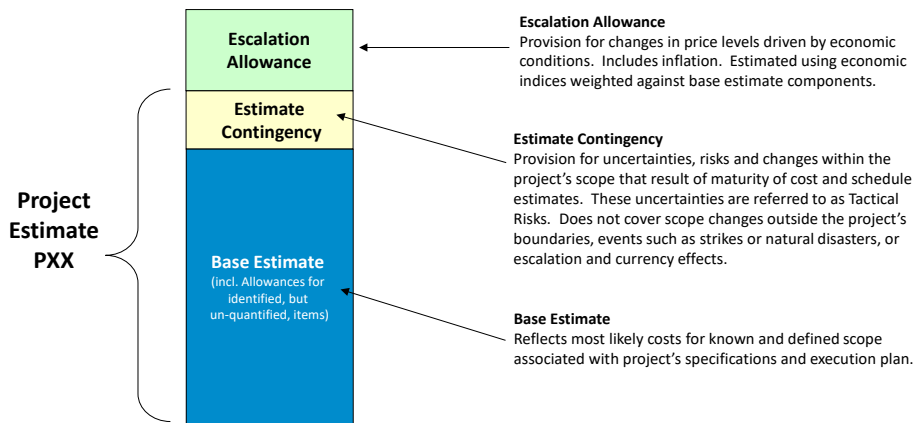 Escalation
Allowance
Estimate
Contingency
Project
Estimate
PXX
Base Estimate
(incl. Allowances for
identified, but
un-quantified, items)
Escalation Allowance
Provision for changes in price levels driven by economic
conditions.  Includes inflation.  Estimated using economic
indices weighted against base estimate components.
Estimate Contingency
Provision for uncertainties, risks and changes within the
project's scope that result of maturity of cost and schedule
estimates.  These uncertainties are referred to as Tactical
Risks.  Does not cover scope changes outside the project's
boundaries, events such as strikes or natural disasters, or
escalation and currency effects.
Base Estimate
Reflects most likely costs for known and defined scope
associated with project's specifications and execution plan.